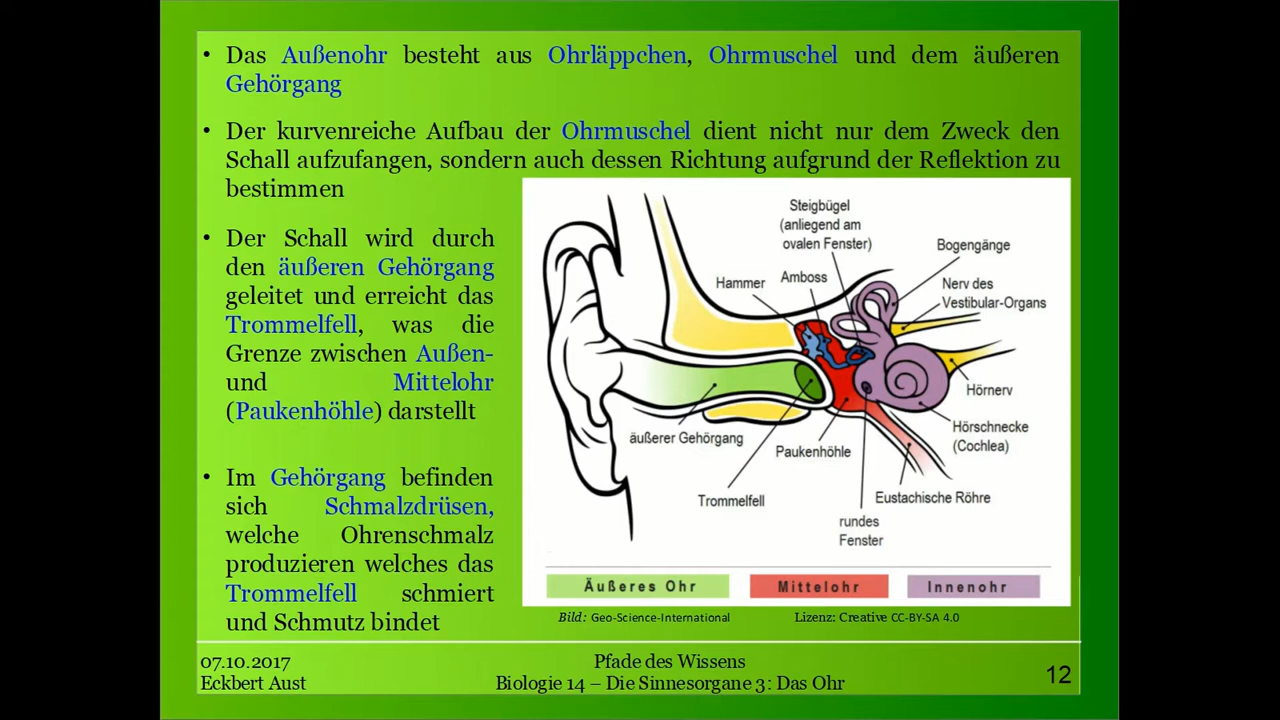 • Das Außenohr besteht aus Ohrläppchen, Ohrmuschel und dem äußeren
Gehörgang
• Der kurvenreiche Aufbau der Ohrmuschel dient nicht nur dem Zweck den
Schall aufzufangen, sondern auch dessen Richtung aufgrund der Reflektion zu
bestimmen
• Der Schall wird durch
den äußeren Gehörgang
geleitet und erreicht das
Trommelfell, was die
Grenze zwischen Außen-
und Mittelohr
(Paukenhöhle) darstellt
• Im Gehörgang befinden
sich Schmalzdrüsen,
welche Ohrenschmalz
produzieren welches das
Trommelfell schmiert
und Schmutz bindet
Steigbügel
(anliegend am
ovalen Fenster)
Bogengänge
Hammer
Amboss
Nerv des
Vestibular-Organs
Hörnerv
Hörschnecke
(Cochlea)
äußerer Gehörgang
Paukenhöhle
Trommelfell
Eustachische Röhre
rundes
Fenster
Äußeres Ohr
Mittelohr
Innenohr
Bild: Geo-Science-International
Lizenz: Creative CC-BY-SA 4.0
07.10.2017
Eckbert Aust
Pfade des Wissens
Biologie 14 – Die Sinnesorgane 3: Das Ohr
12